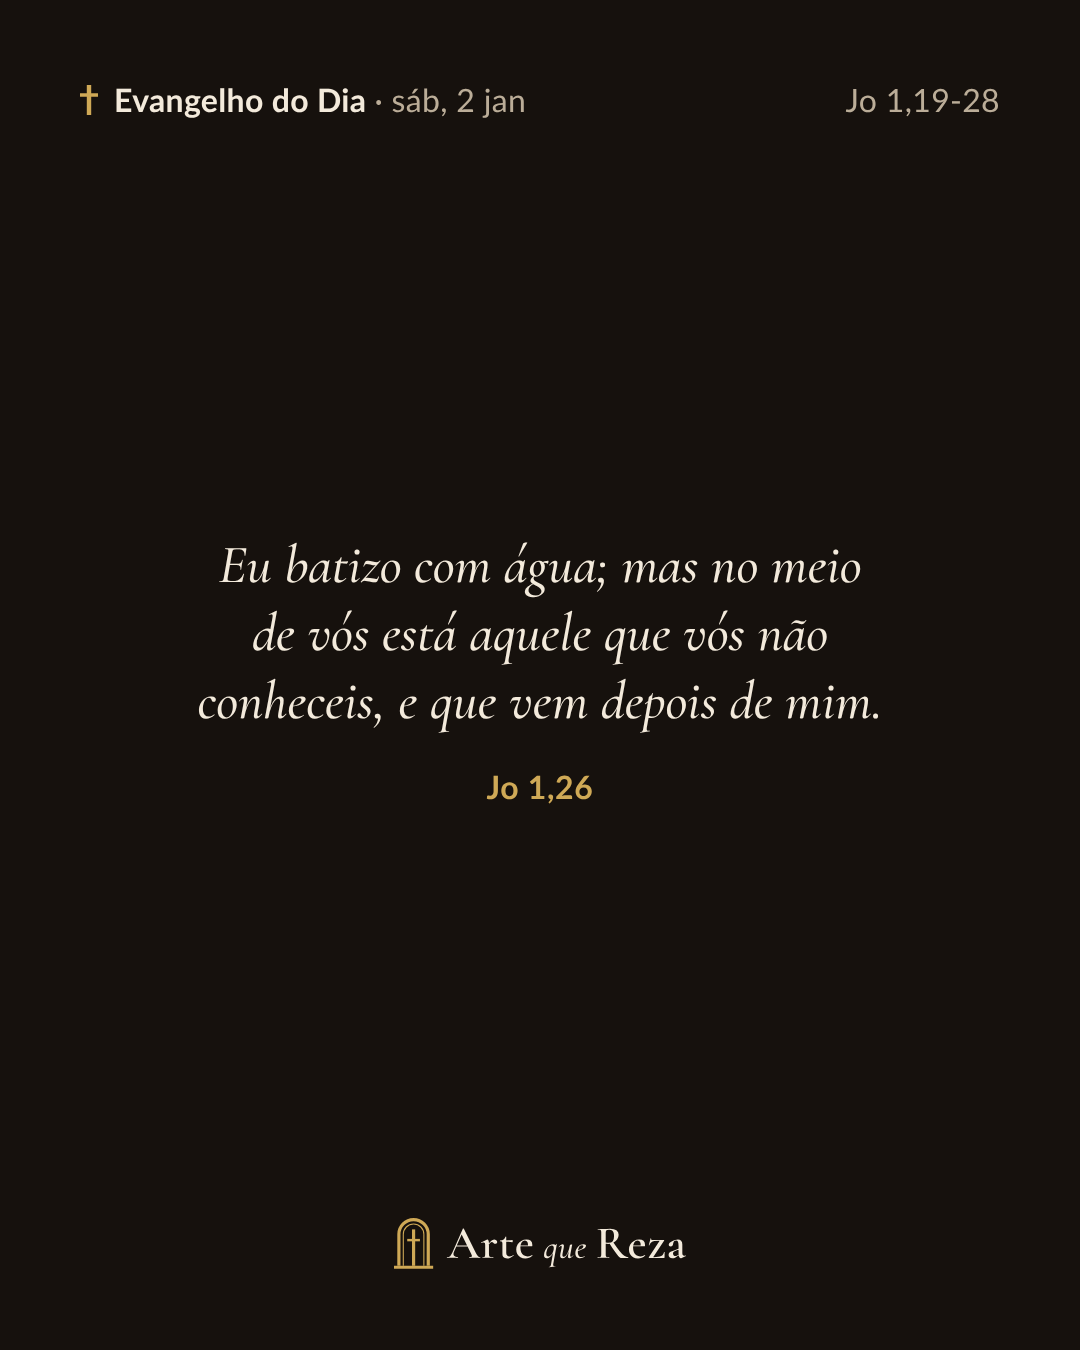 Evangelho do Dia · sáb, 2 jan
Jo 1,19-28
Eu batizo com água; mas no meio
de vós está aquele que vós não
conheceis, e que vem depois de mim.
Jo 1,26
Arte que Reza